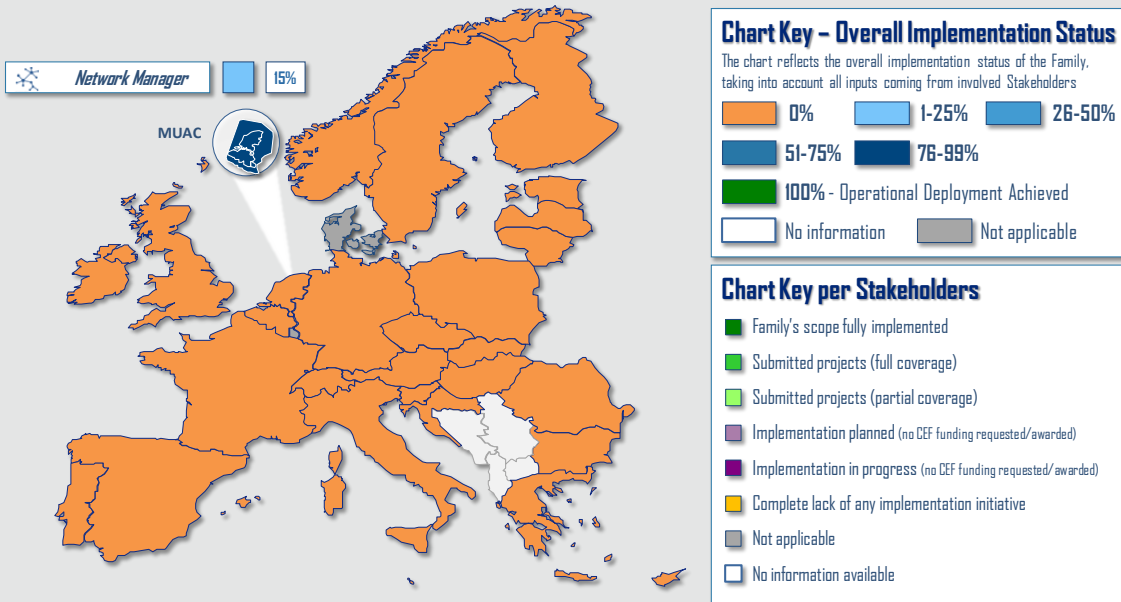 Network Manager
15%
MUAC
Chart Key – Overall Implementation Status
The chart reflects the overall implementation status of the Family,
taking into account all inputs coming from involved Stakeholders
0% 1-25% 26-50%
51-75% 76-99%
100% - Operational Deployment Achieved
No information Not applicable
Chart Key per Stakeholders
Family's scope fully implemented
Submitted projects (full coverage)
Submitted projects (partial coverage)
Implementation planned (no CEF funding requested/awarded)
Implementation in progress (no CEF funding requested/awarded)
Complete lack of any implementation initiative
Not applicable
No information available